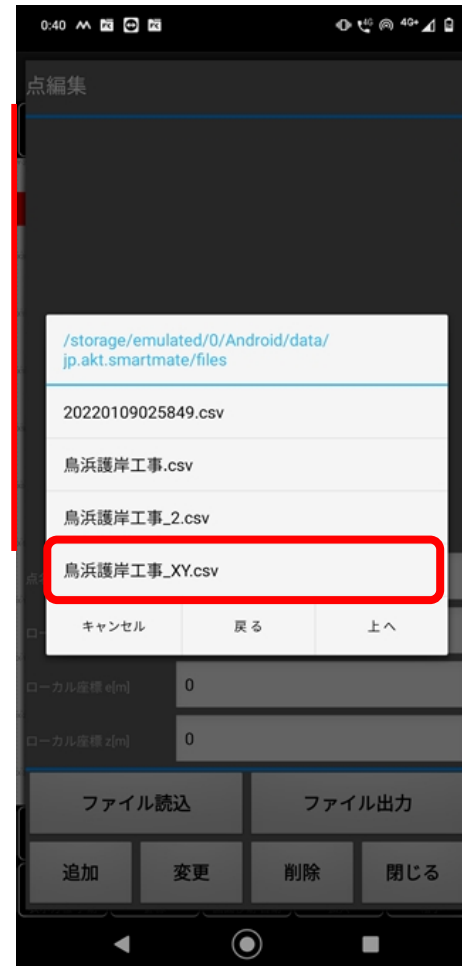 0:40
4G 4G+
点編集
/storage/emulated/0/Android/data/
jp.akt.smartmate/files
20220109025849.csv
鳥浜護岸工事.csv
鳥浜護岸工事_2.csv
鳥浜護岸工事_XY.csv
キャンセル 戻る 上へ
ローカル座標 e[m] 0
ローカル座標 z[m] 0
ファイル読込 ファイル出力
追加 変更 削除 閉じる